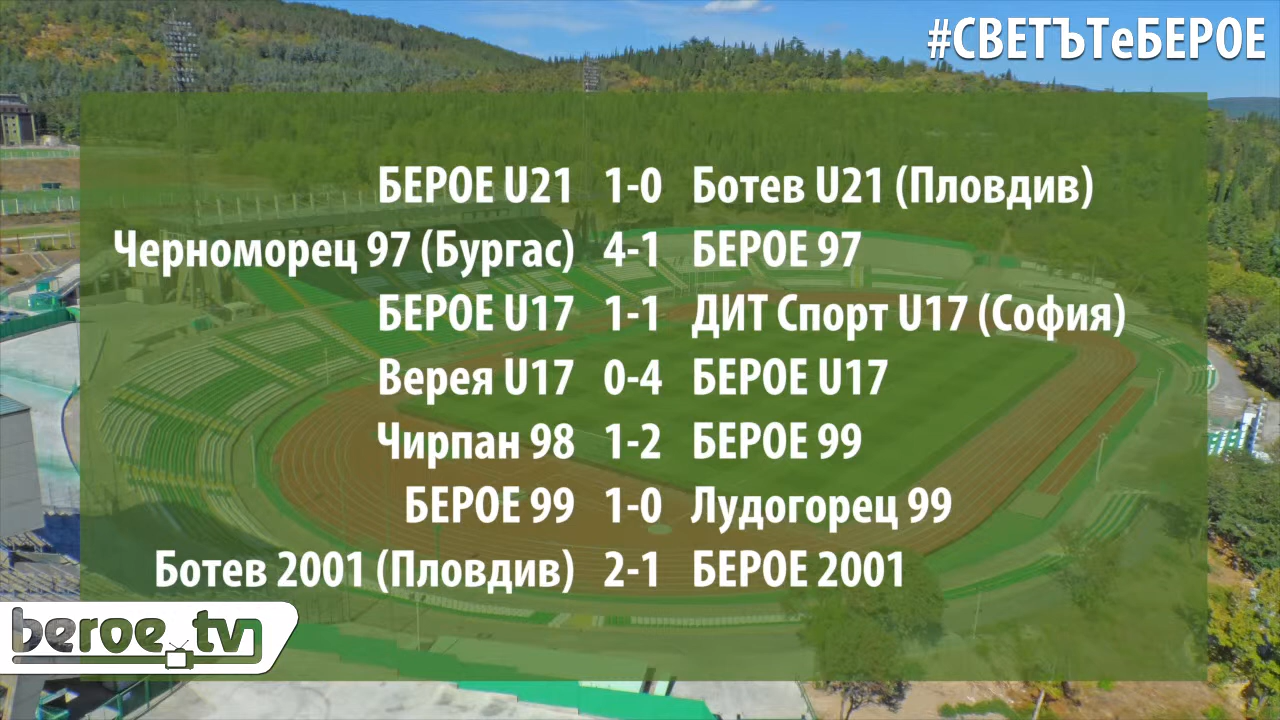 #СВЕТЪТеБЕРОЕ
БЕРОЕ U21 1-0 Ботев U21 (Пловдив)
Черноморец 97 (Бургас) 4-1 БЕРОЕ 97
БЕРОЕ U17 1-1 ДИТ Спорт U17 (София)
Верея U17 0-4 БЕРОЕ U17
Чирпан 98 1-2 БЕРОЕ 99
БЕРОЕ 99 1-0 Лудогорец 99
Ботев 2001 (Пловдив) 2-1 БЕРОЕ 2001
beroe.tv